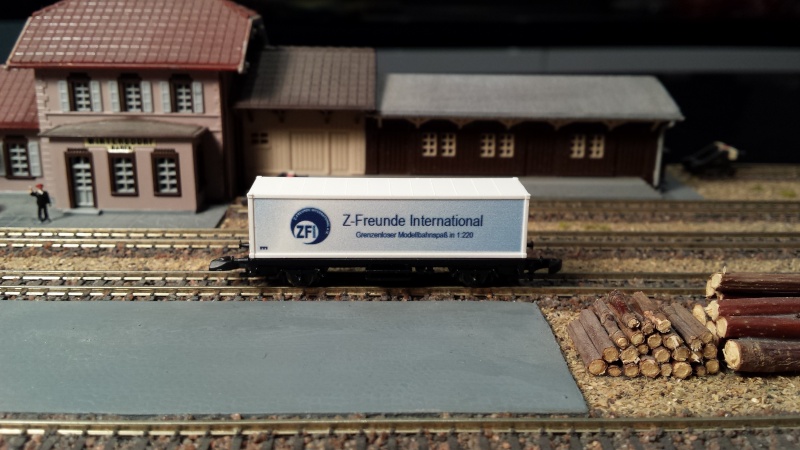 ZFI
Z-Freunde International
Grenzenloser Modellbahnspaß in 1:220